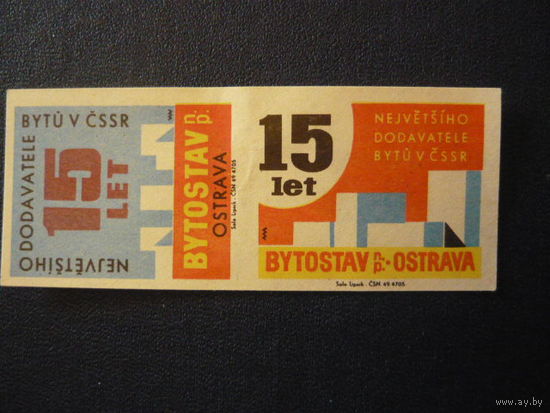 NEJVĚTŠÍHO
DODAVATELE
BYTŮ V ČSSR
15
LET
BYTOSTAV n.p.
OSTRAVA
Solo Lipník · ČSN 49 4705
15
let
NEJVĚTŠÍHO
DODAVATELE
BYTŮ V ČSSR
BYTOSTAV n.p. · OSTRAVA
Solo Lipník · ČSN 49 4705
www.ay.by